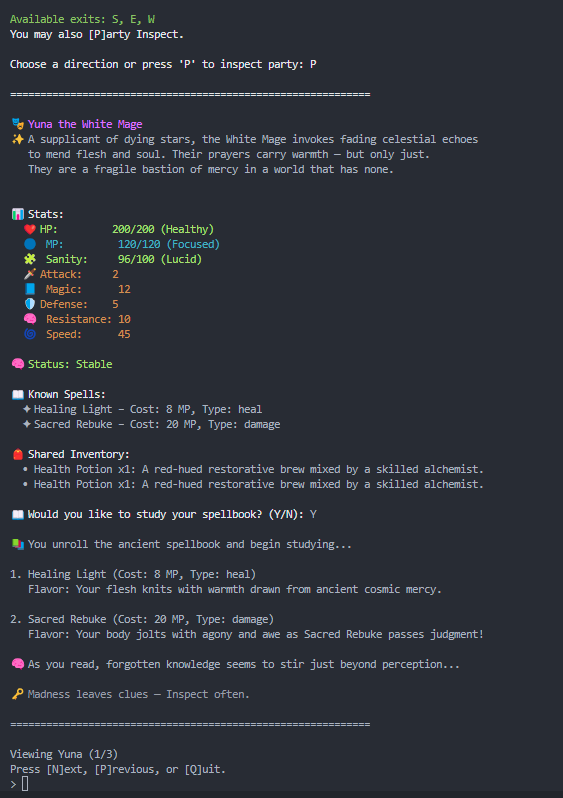 Available exits: S, E, W
You may also [P]arty Inspect.
Choose a direction or press 'P' to inspect party: P
============================================================
Yuna the White Mage
A supplicant of dying stars, the White Mage invokes fading celestial echoes
to mend flesh and soul. Their prayers carry warmth — but only just.
They are a fragile bastion of mercy in a world that has none.
Stats:
HP: 200/200 (Healthy)
MP: 120/120 (Focused)
Sanity: 96/100 (Lucid)
Attack: 2
Magic: 12
Defense: 5
Resistance: 10
Speed: 45
Status: Stable
Known Spells:
✦ Healing Light – Cost: 8 MP, Type: heal
✦ Sacred Rebuke – Cost: 20 MP, Type: damage
Shared Inventory:
• Health Potion x1: A red-hued restorative brew mixed by a skilled alchemist.
• Health Potion x1: A red-hued restorative brew mixed by a skilled alchemist.
Would you like to study your spellbook? (Y/N): Y
You unroll the ancient spellbook and begin studying...
1. Healing Light (Cost: 8 MP, Type: heal)
Flavor: Your flesh knits with warmth drawn from ancient cosmic mercy.
2. Sacred Rebuke (Cost: 20 MP, Type: damage)
Flavor: Your body jolts with agony and awe as Sacred Rebuke passes judgment!
As you read, forgotten knowledge seems to stir just beyond perception...
Madness leaves clues — Inspect often.
============================================================
Viewing Yuna (1/3)
Press [N]ext, [P]revious, or [Q]uit.
>